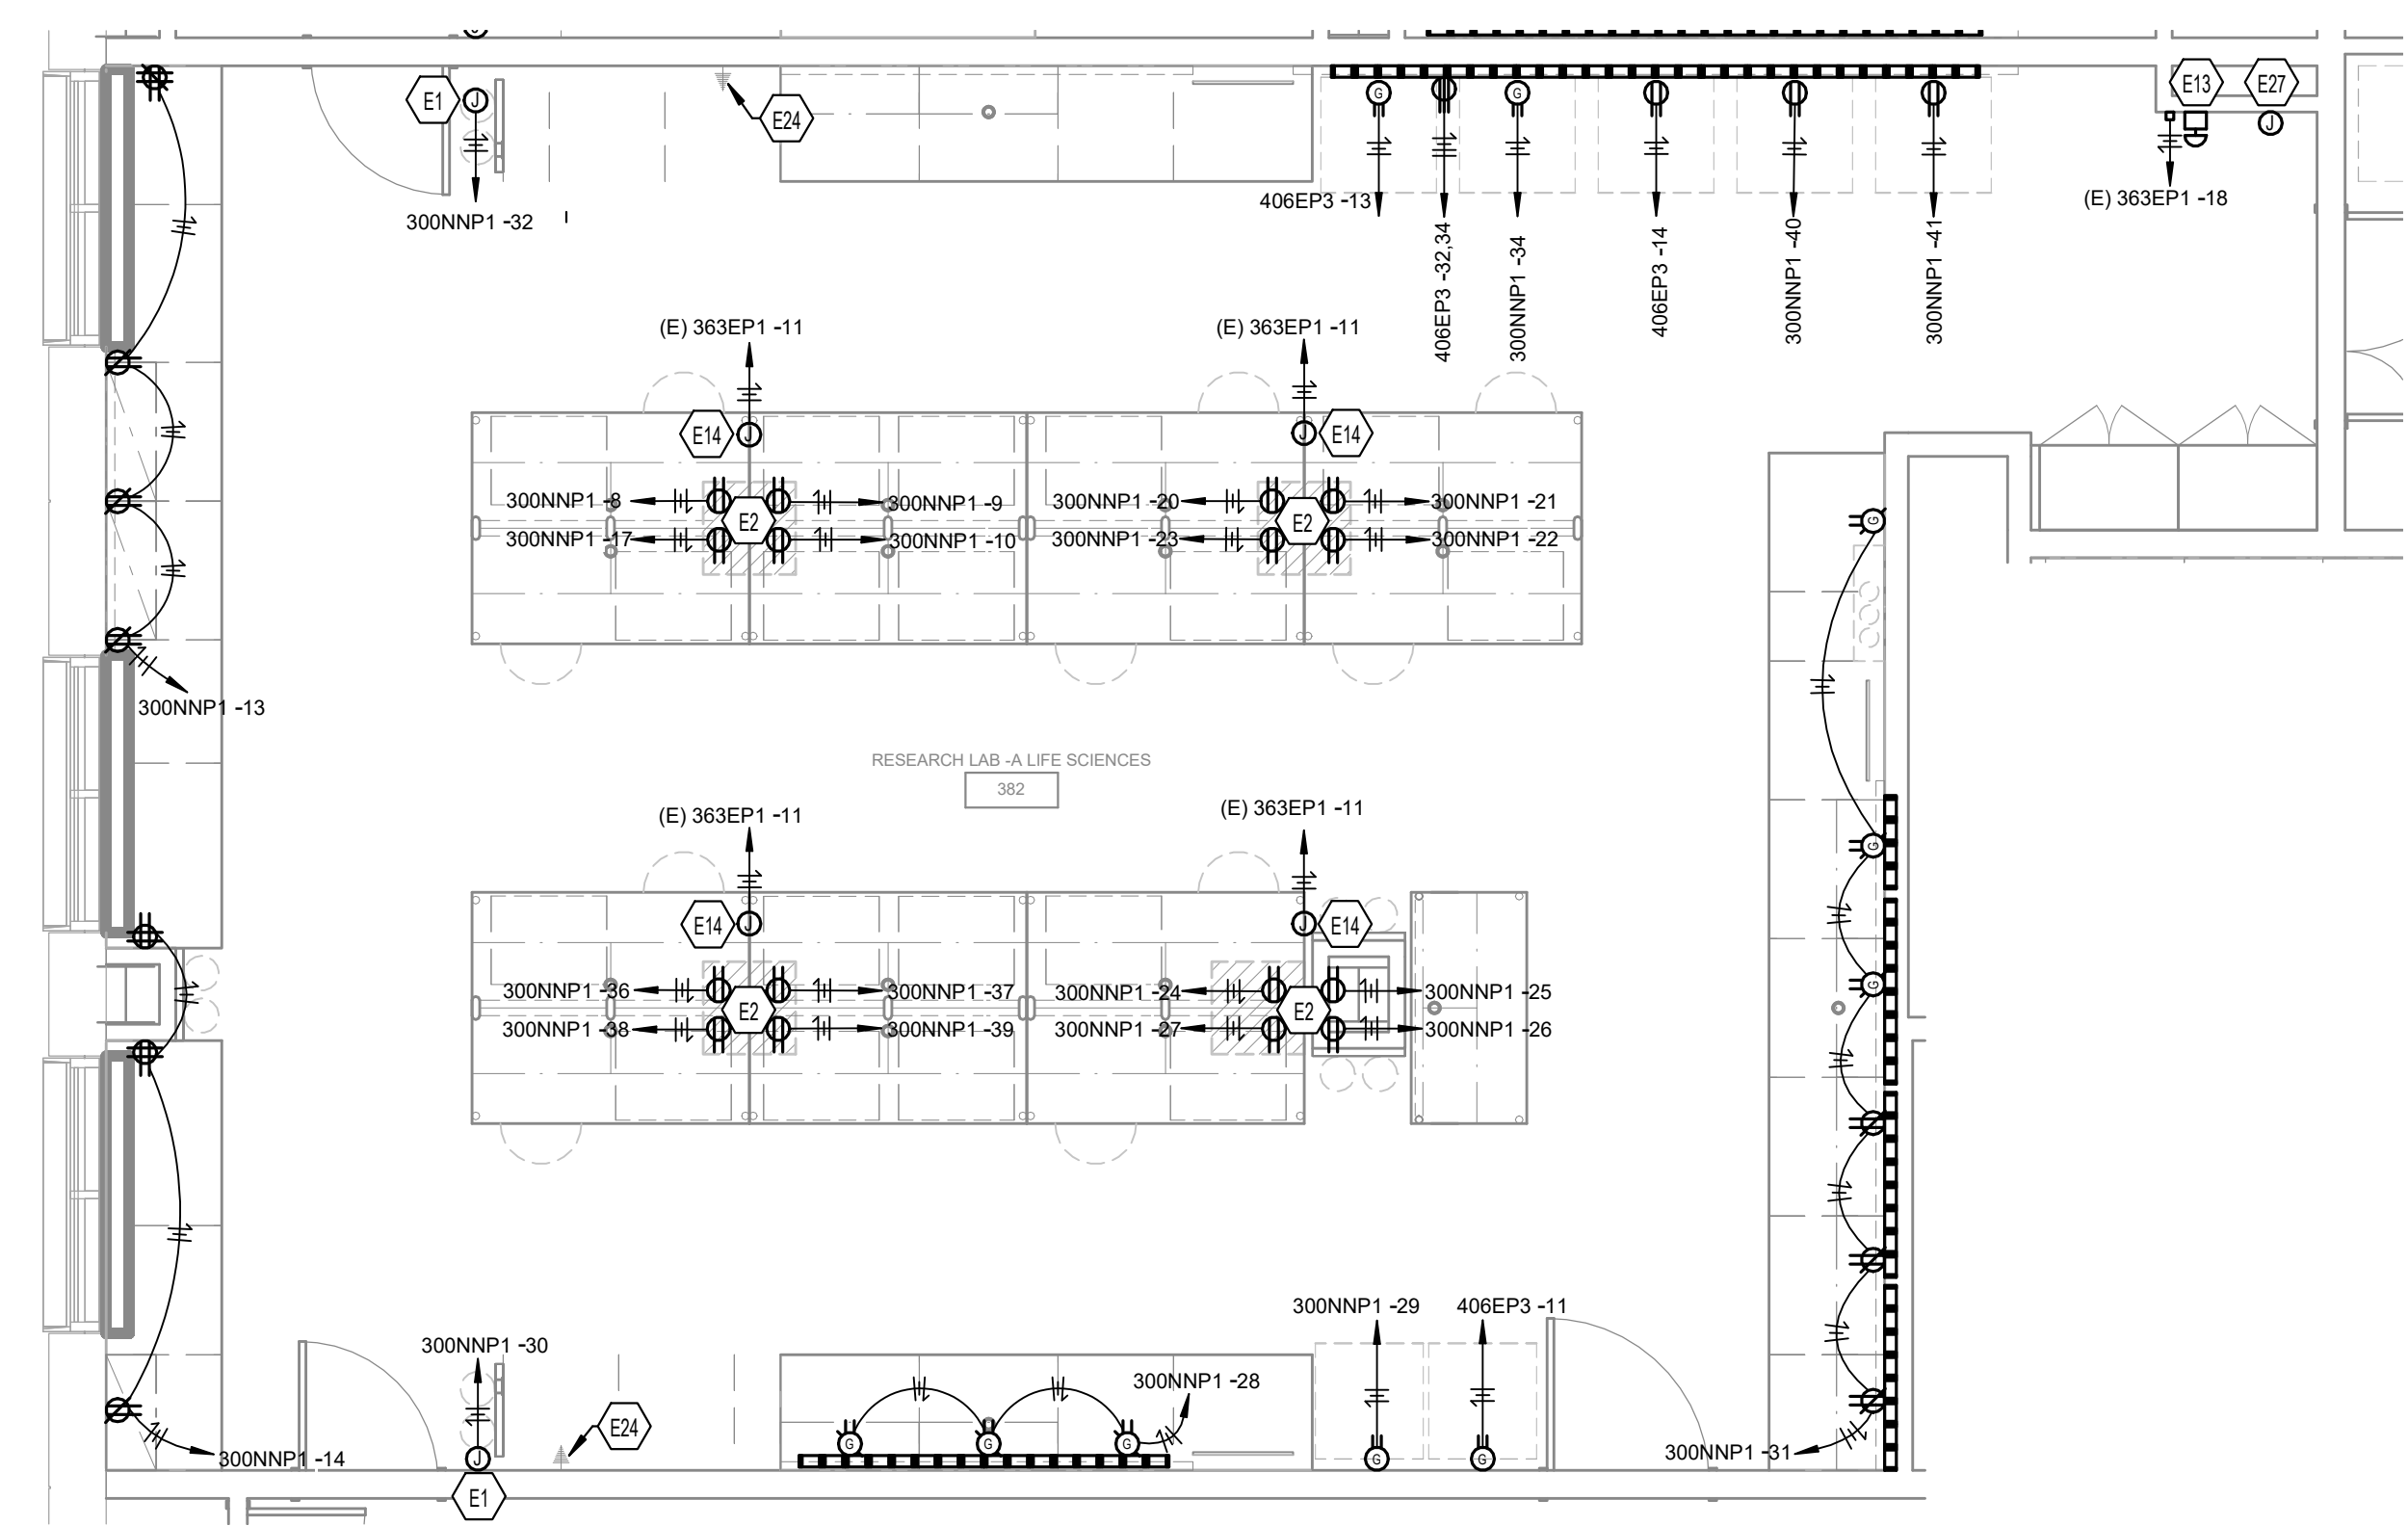 E1
J
E24
G
G
E13
E27
J
300NNP1 -32
406EP3 -13
406EP3 -32,34
300NNP1 -34
406EP3 -14
300NNP1 -40
300NNP1 -41
(E) 363EP1 -18
(E) 363EP1 -11
(E) 363EP1 -11
E14
J
J
E14
300NNP1 -8
300NNP1 -9
300NNP1 -20
300NNP1 -21
E2
E2
G
300NNP1 -17
300NNP1 -10
300NNP1 -23
300NNP1 -22
300NNP1 -13
RESEARCH LAB -A LIFE SCIENCES
382
(E) 363EP1 -11
(E) 363EP1 -11
G
E14
J
J
E14
300NNP1 -36
300NNP1 -37
300NNP1 -24
300NNP1 -25
G
E2
E2
300NNP1 -38
300NNP1 -39
300NNP1 -27
300NNP1 -26
300NNP1 -29
406EP3 -11
300NNP1 -30
300NNP1 -28
E24
G
G
G
G
G
300NNP1 -14
J
300NNP1 -31
E1